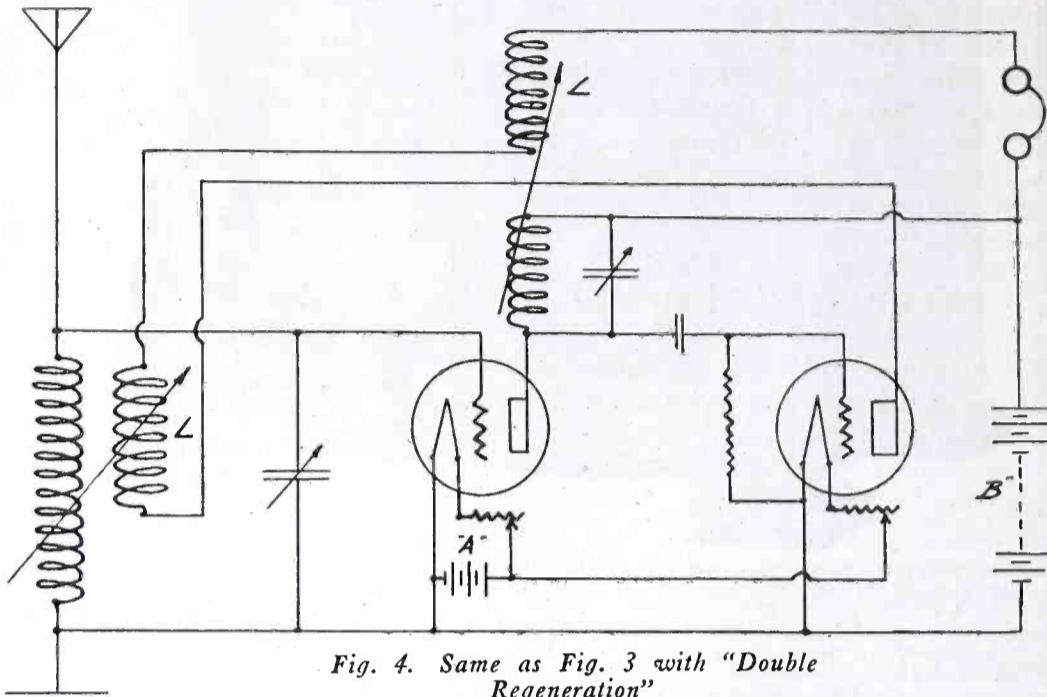 L
L
"A"
B"
Fig. 4. Same as Fig. 3 with "Double
Regeneration"